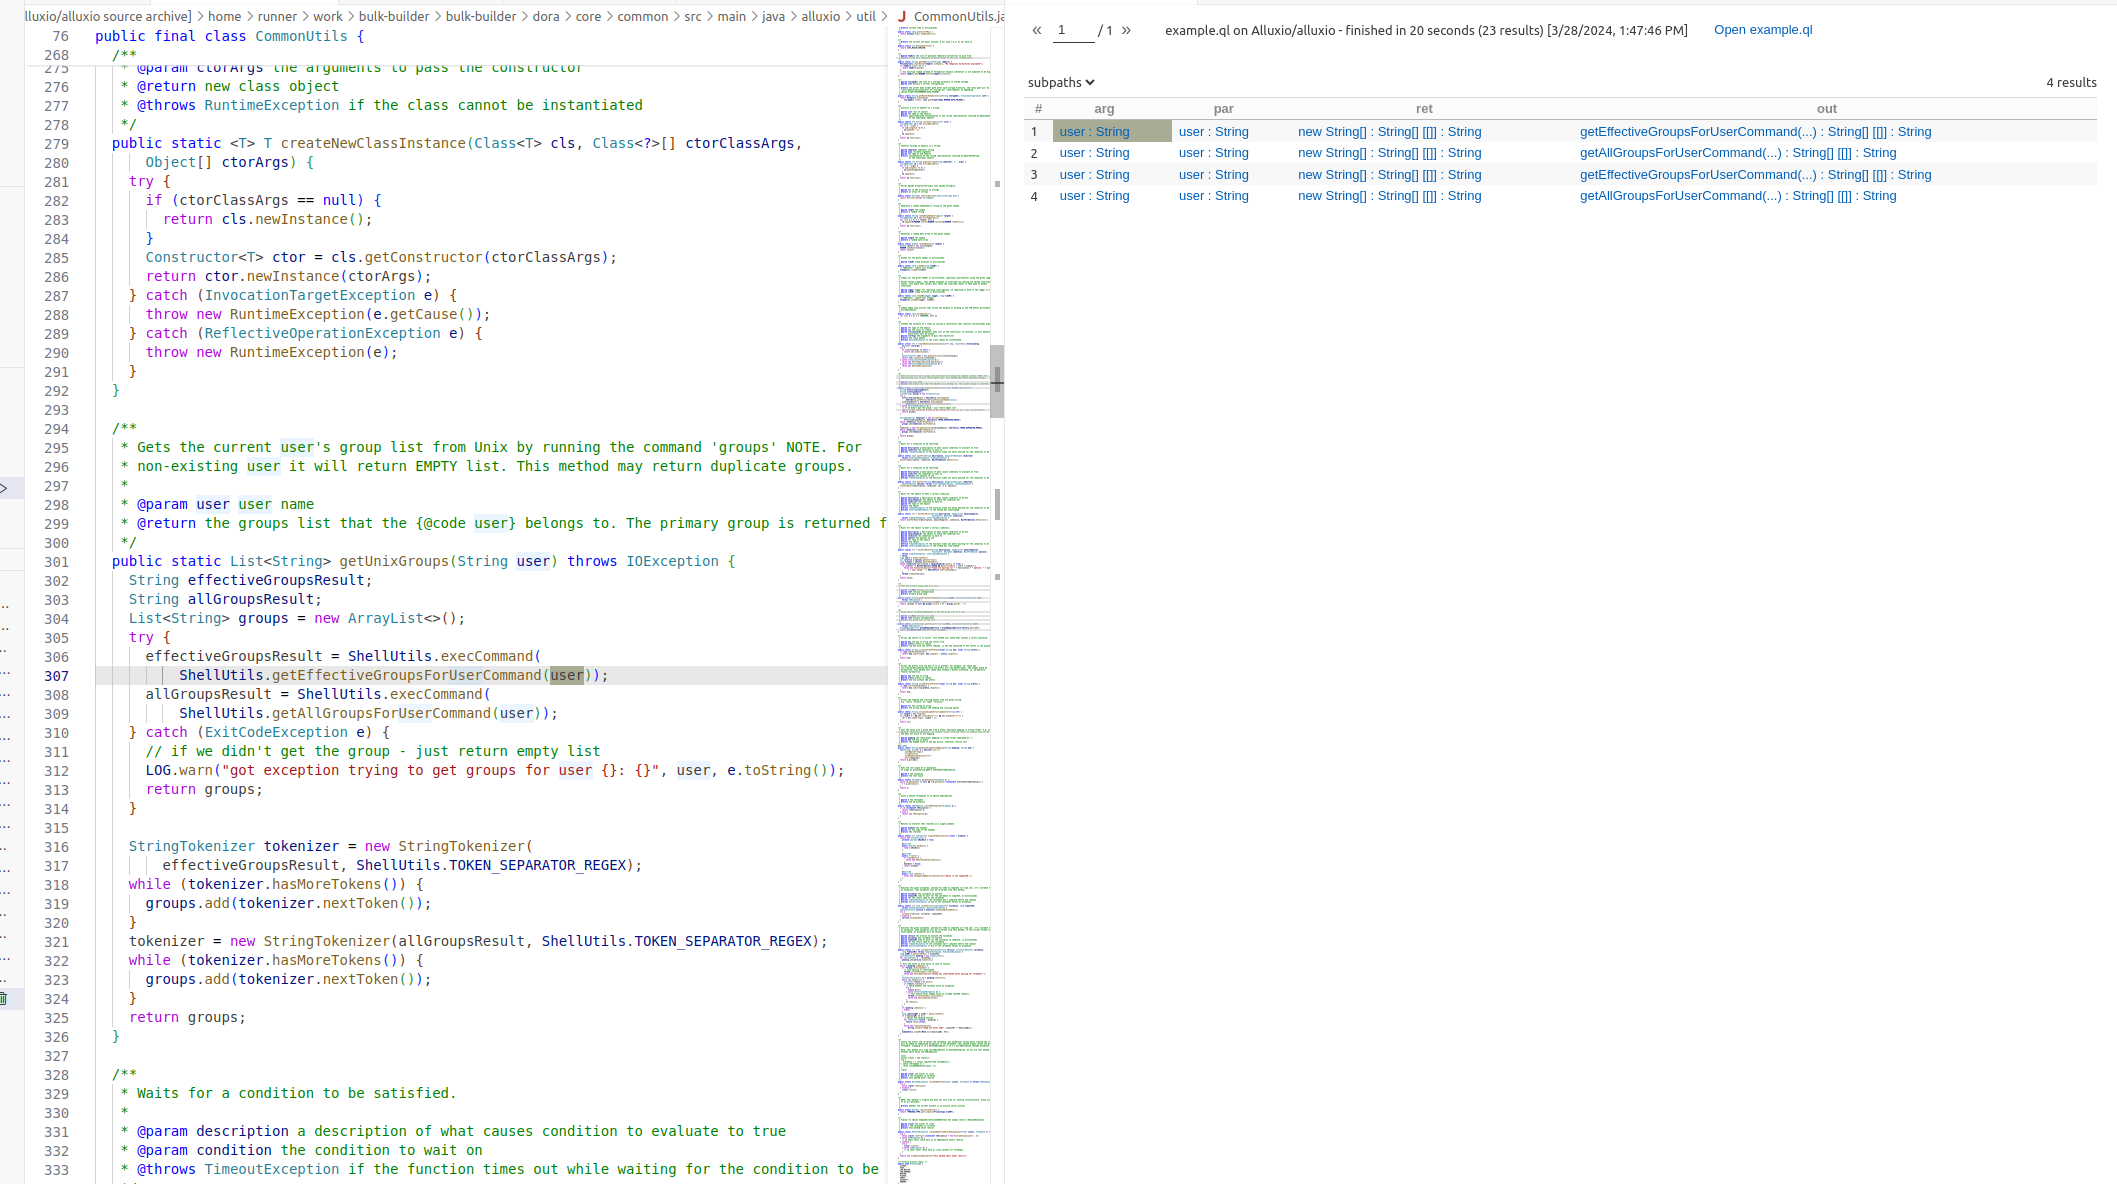 lluxio/alluxio source archive] > home > runner > work > bulk-builder > bulk-builder > dora > core > common > src > main > java > alluxio > util > J CommonUtils.ja
76 public final class CommonUtils {
268 /**
275 * @param ctorArgs the arguments to pass the constructor
276 * @return new class object
277 * @throws RuntimeException if the class cannot be instantiated
278 */
279 public static <T> T createNewClassInstance(Class<T> cls, Class<?>[] ctorClassArgs,
280 Object[] ctorArgs) {
281 try {
282 if (ctorClassArgs == null) {
283 return cls.newInstance();
284 }
285 Constructor<T> ctor = cls.getConstructor(ctorClassArgs);
286 return ctor.newInstance(ctorArgs);
287 } catch (InvocationTargetException e) {
288 throw new RuntimeException(e.getCause());
289 } catch (ReflectiveOperationException e) {
290 throw new RuntimeException(e);
291 }
292 }
293
294 /**
295 * Gets the current user's group list from Unix by running the command 'groups' NOTE. For
296 * non-existing user it will return EMPTY list. This method may return duplicate groups.
297 *
298 * @param user user name
299 * @return the groups list that the {@code user} belongs to. The primary group is returned f
300 */
301 public static List<String> getUnixGroups(String user) throws IOException {
302 String effectiveGroupsResult;
303 String allGroupsResult;
304 List<String> groups = new ArrayList<>();
305 try {
306 effectiveGroupsResult = ShellUtils.execCommand(
307 ShellUtils.getEffectiveGroupsForUserCommand(user));
308 allGroupsResult = ShellUtils.execCommand(
309 ShellUtils.getAllGroupsForUserCommand(user));
310 } catch (ExitCodeException e) {
311 // if we didn't get the group - just return empty list
312 LOG.warn("got exception trying to get groups for user {}: {}", user, e.toString());
313 return groups;
314 }
315
316 StringTokenizer tokenizer = new StringTokenizer(
317 effectiveGroupsResult, ShellUtils.TOKEN_SEPARATOR_REGEX);
318 while (tokenizer.hasMoreTokens()) {
319 groups.add(tokenizer.nextToken());
320 }
321 tokenizer = new StringTokenizer(allGroupsResult, ShellUtils.TOKEN_SEPARATOR_REGEX);
322 while (tokenizer.hasMoreTokens()) {
323 groups.add(tokenizer.nextToken());
324 }
325 return groups;
326 }
327
328 /**
329 * Waits for a condition to be satisfied.
330 *
331 * @param description a description of what causes condition to evaluate to true
332 * @param condition the condition to wait on
333 * @throws TimeoutException if the function times out while waiting for the condition to be
« 1 / 1 » example.ql on Alluxio/alluxio - finished in 20 seconds (23 results) [3/28/2024, 1:47:46 PM] Open example.ql
subpaths 4 results
# arg par ret out
1 user : String user : String new String[] : String[] [[]] : String getEffectiveGroupsForUserCommand(...) : String[] [[]] : String
2 user : String user : String new String[] : String[] [[]] : String getAllGroupsForUserCommand(...) : String[] [[]] : String
3 user : String user : String new String[] : String[] [[]] : String getEffectiveGroupsForUserCommand(...) : String[] [[]] : String
4 user : String user : String new String[] : String[] [[]] : String getAllGroupsForUserCommand(...) : String[] [[]] : String